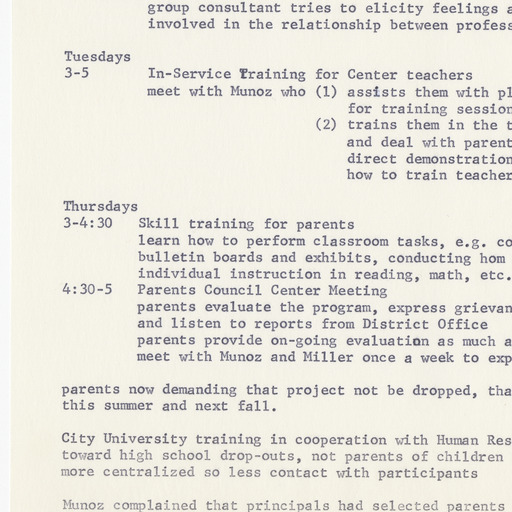 group consultant tries to elicity feelings a
involved in the relationship between profess
Tuesdays
3-5 In-Service Training for Center teachers
meet with Munoz who (1) assists them with pl
for training session
(2) trains them in the t
and deal with parent
direct demonstration
how to train teacher
Thursdays
3-4:30 Skill training for parents
learn how to perform classroom tasks, e.g. co
bulletin boards and exhibits, conducting hom
individual instruction in reading, math, etc.
4:30-5 Parents Council Center Meeting
parents evaluate the program, express grievan
and listen to reports from District Office
parents provide on-going evaluation as much a
meet with Munoz and Miller once a week to exp
parents now demanding that project not be dropped, tha
this summer and next fall.
City University training in cooperation with Human Res
toward high school drop-outs, not parents of children
more centralized so less contact with participants
Munoz complained that principals had selected parents